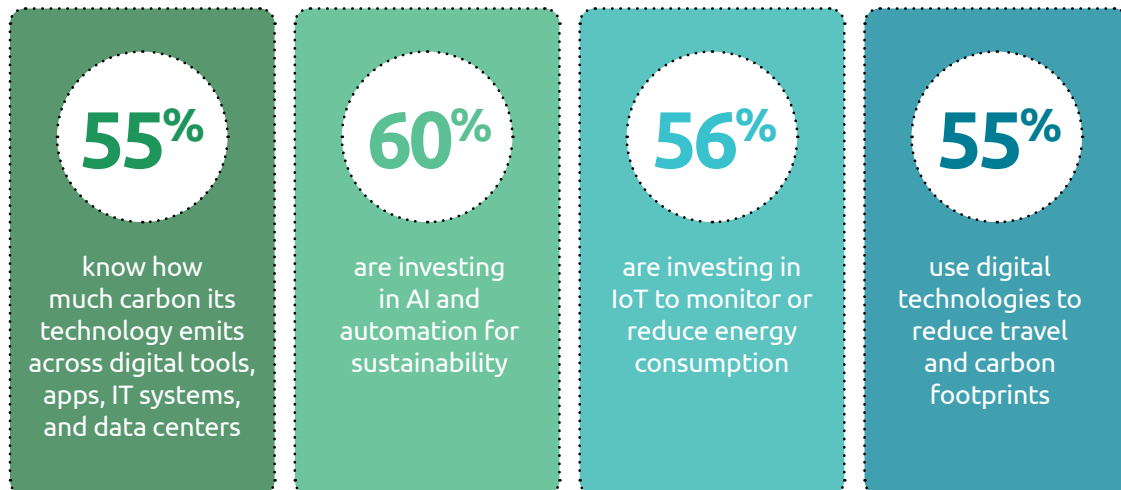 55%
know how
much carbon its
technology emits
across digital tools,
apps, IT systems,
and data centers
60%
are investing
in AI and
automation for
sustainability
56%
are investing in
IoT to monitor or
reduce energy
consumption
55%
use digital
technologies to
reduce travel
and carbon
footprints